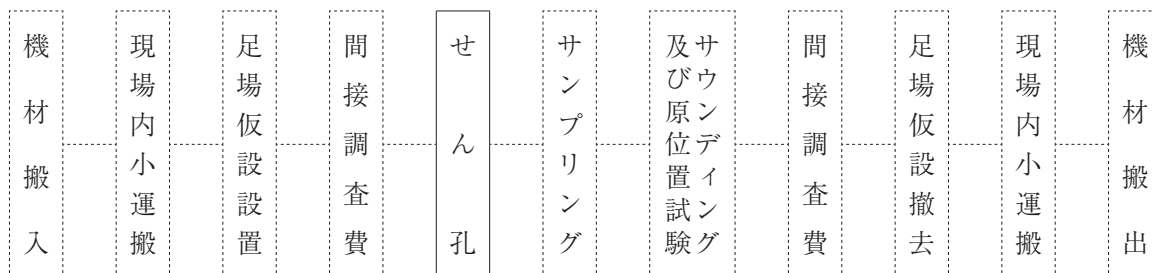 機材搬入
現場内小運搬
足場仮設設置
間接調査費
せん孔
サンプリング
サウンディング
及び原位置試験
間接調査費
足場仮設撤去
現場内小運搬
機材搬出